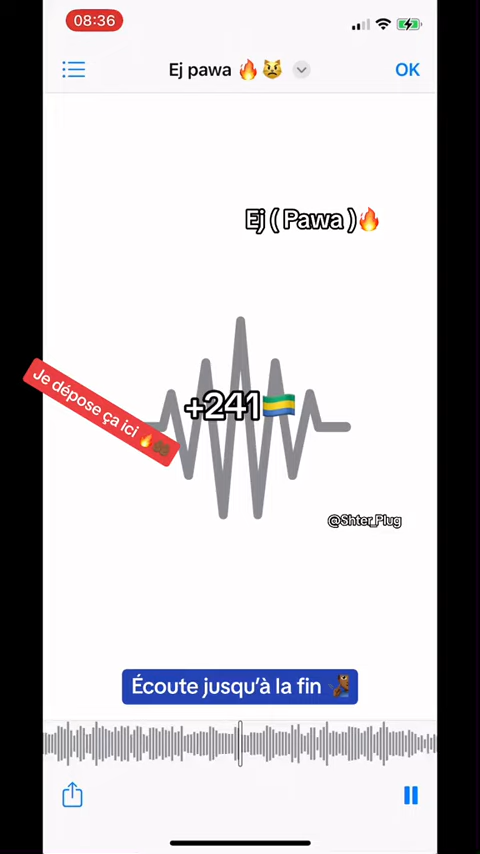 08:36
Ej pawa 🔥😾
OK
Ej ( Pawa )🔥
Je dépose ça ici 🔥
+241🇬🇦
@Shter_Plug
Écoute jusqu’à la fin